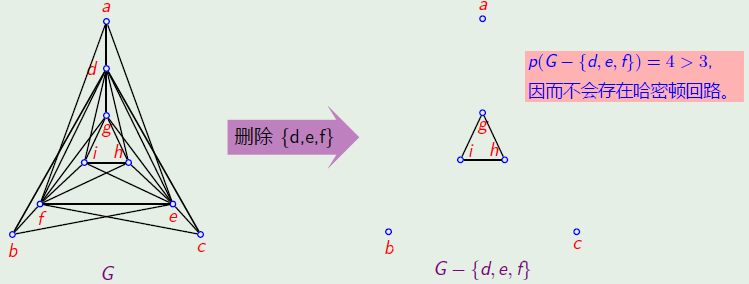 a
d
g
i h
f e
b c
G
删除 {d,e,f}
a
g
i h
b c
G − {d, e, f}
p(G − {d, e, f}) = 4 > 3,
因而不会存在哈密顿回路。